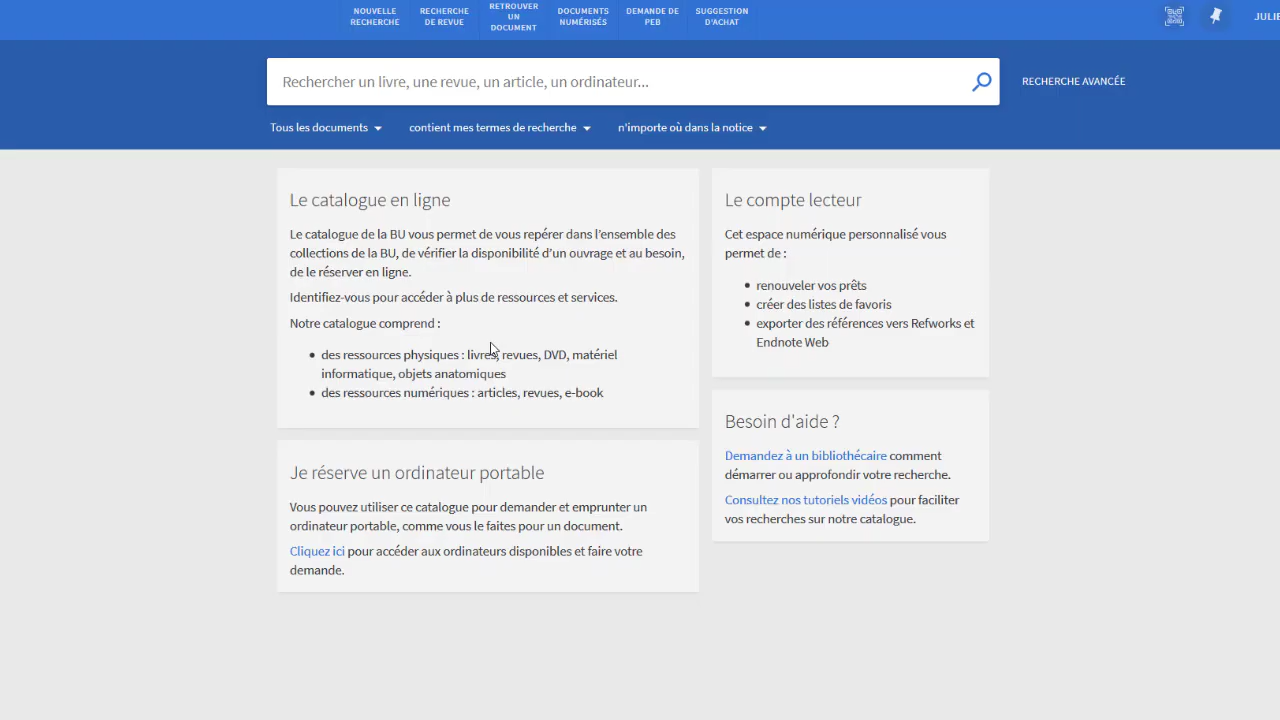 NOUVELLE
RECHERCHE
RECHERCHE
DE REVUE
RETROUVER
UN
DOCUMENT
DOCUMENTS
NUMÉRISÉS
DEMANDE DE
PEB
SUGGESTION
D'ACHAT
JULIE
Rechercher un livre, une revue, un article, un ordinateur...
RECHERCHE AVANCÉE
Tous les documents
contient mes termes de recherche
n'importe où dans la notice
Le catalogue en ligne
Le catalogue de la BU vous permet de vous repérer dans l’ensemble des
collections de la BU, de vérifier la disponibilité d’un ouvrage et au besoin,
de le réserver en ligne.
Identifiez-vous pour accéder à plus de ressources et services.
Notre catalogue comprend :
des ressources physiques : livres, revues, DVD, matériel
informatique, objets anatomiques
des ressources numériques : articles, revues, e-book
Je réserve un ordinateur portable
Vous pouvez utiliser ce catalogue pour demander et emprunter un
ordinateur portable, comme vous le faites pour un document.
Cliquez ici pour accéder aux ordinateurs disponibles et faire votre
demande.
Le compte lecteur
Cet espace numérique personnalisé vous
permet de :
renouveler vos prêts
créer des listes de favoris
exporter des références vers Refworks et
Endnote Web
Besoin d'aide ?
Demandez à un bibliothécaire comment
démarrer ou approfondir votre recherche.
Consultez nos tutoriels vidéos pour faciliter
vos recherches sur notre catalogue.